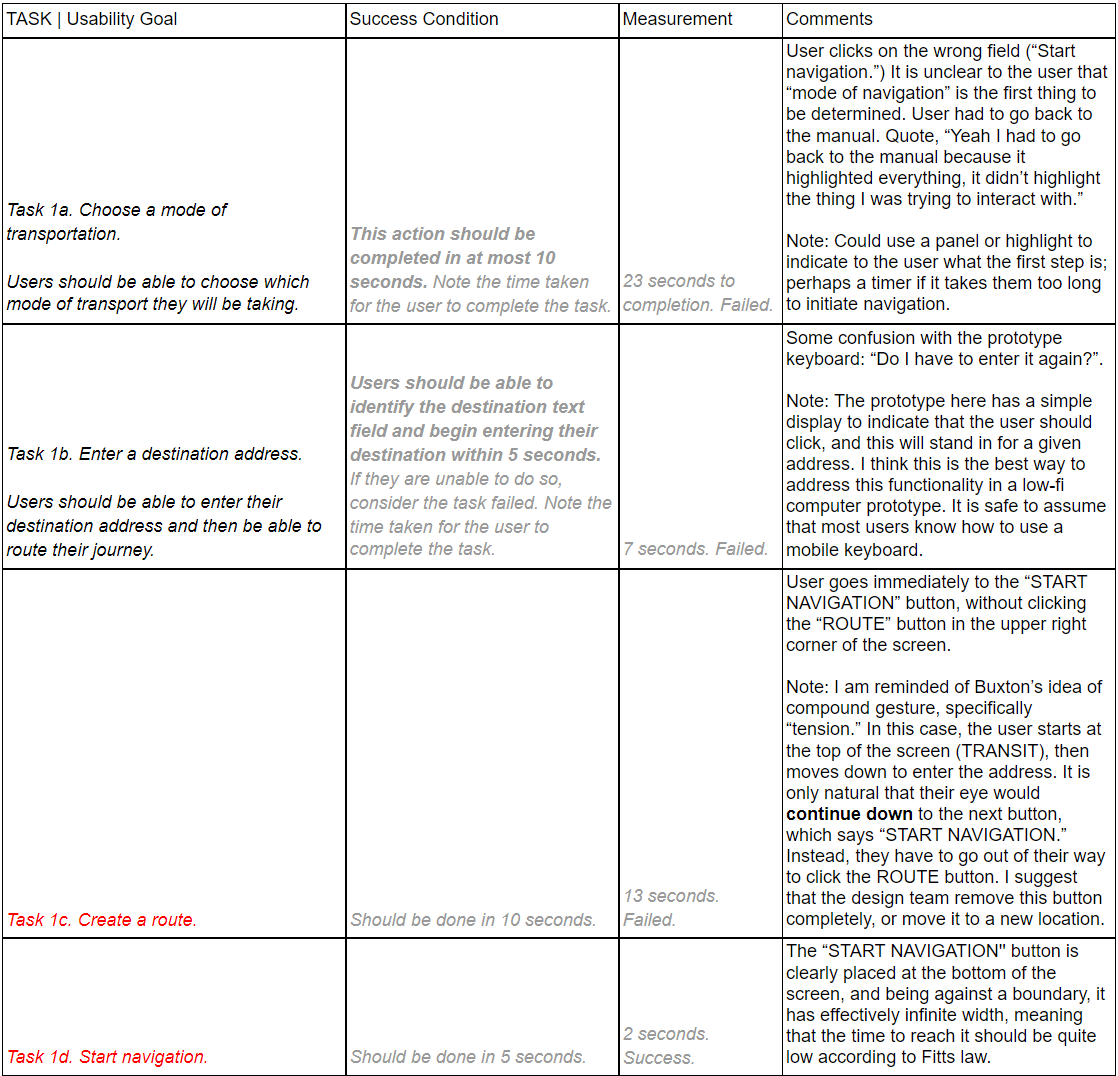 TASK | Usability Goal
Success Condition
Measurement
Comments
Task 1a. Choose a mode of
transportation.
Users should be able to choose which
mode of transport they will be taking.
This action should be
completed in at most 10
seconds. Note the time taken
for the user to complete the task.
23 seconds to
completion. Failed.
User clicks on the wrong field (“Start
navigation.”) It is unclear to the user that
“mode of navigation” is the first thing to
be determined. User had to go back to
the manual. Quote, “Yeah I had to go
back to the manual because it
highlighted everything, it didn’t highlight
the thing I was trying to interact with.”
Note: Could use a panel or highlight to
indicate to the user what the first step is;
perhaps a timer if it takes them too long
to initiate navigation.
Task 1b. Enter a destination address.
Users should be able to enter their
destination address and then be able to
route their journey.
Users should be able to
identify the destination text
field and begin entering their
destination within 5 seconds.
If they are unable to do so,
consider the task failed. Note the
time taken for the user to
complete the task.
7 seconds. Failed.
Some confusion with the prototype
keyboard: “Do I have to enter it again?”.
Note: The prototype here has a simple
display to indicate that the user should
click, and this will stand in for a given
address. I think this is the best way to
address this functionality in a low-fi
computer prototype. It is safe to assume
that most users know how to use a
mobile keyboard.
Task 1c. Create a route.
Should be done in 10 seconds.
13 seconds.
Failed.
User goes immediately to the “START
NAVIGATION” button, without clicking
the “ROUTE” button in the upper right
corner of the screen.
Note: I am reminded of Buxton’s idea of
compound gesture, specifically
“tension.” In this case, the user starts at
the top of the screen (TRANSIT), then
moves down to enter the address. It is
only natural that their eye would
continue down to the next button,
which says “START NAVIGATION.”
Instead, they have to go out of their way
to click the ROUTE button. I suggest
that the design team remove this button
completely, or move it to a new location.
Task 1d. Start navigation.
Should be done in 5 seconds.
2 seconds.
Success.
The “START NAVIGATION" button is
clearly placed at the bottom of the
screen, and being against a boundary, it
has effectively infinite width, meaning
that the time to reach it should be quite
low according to Fitts law.